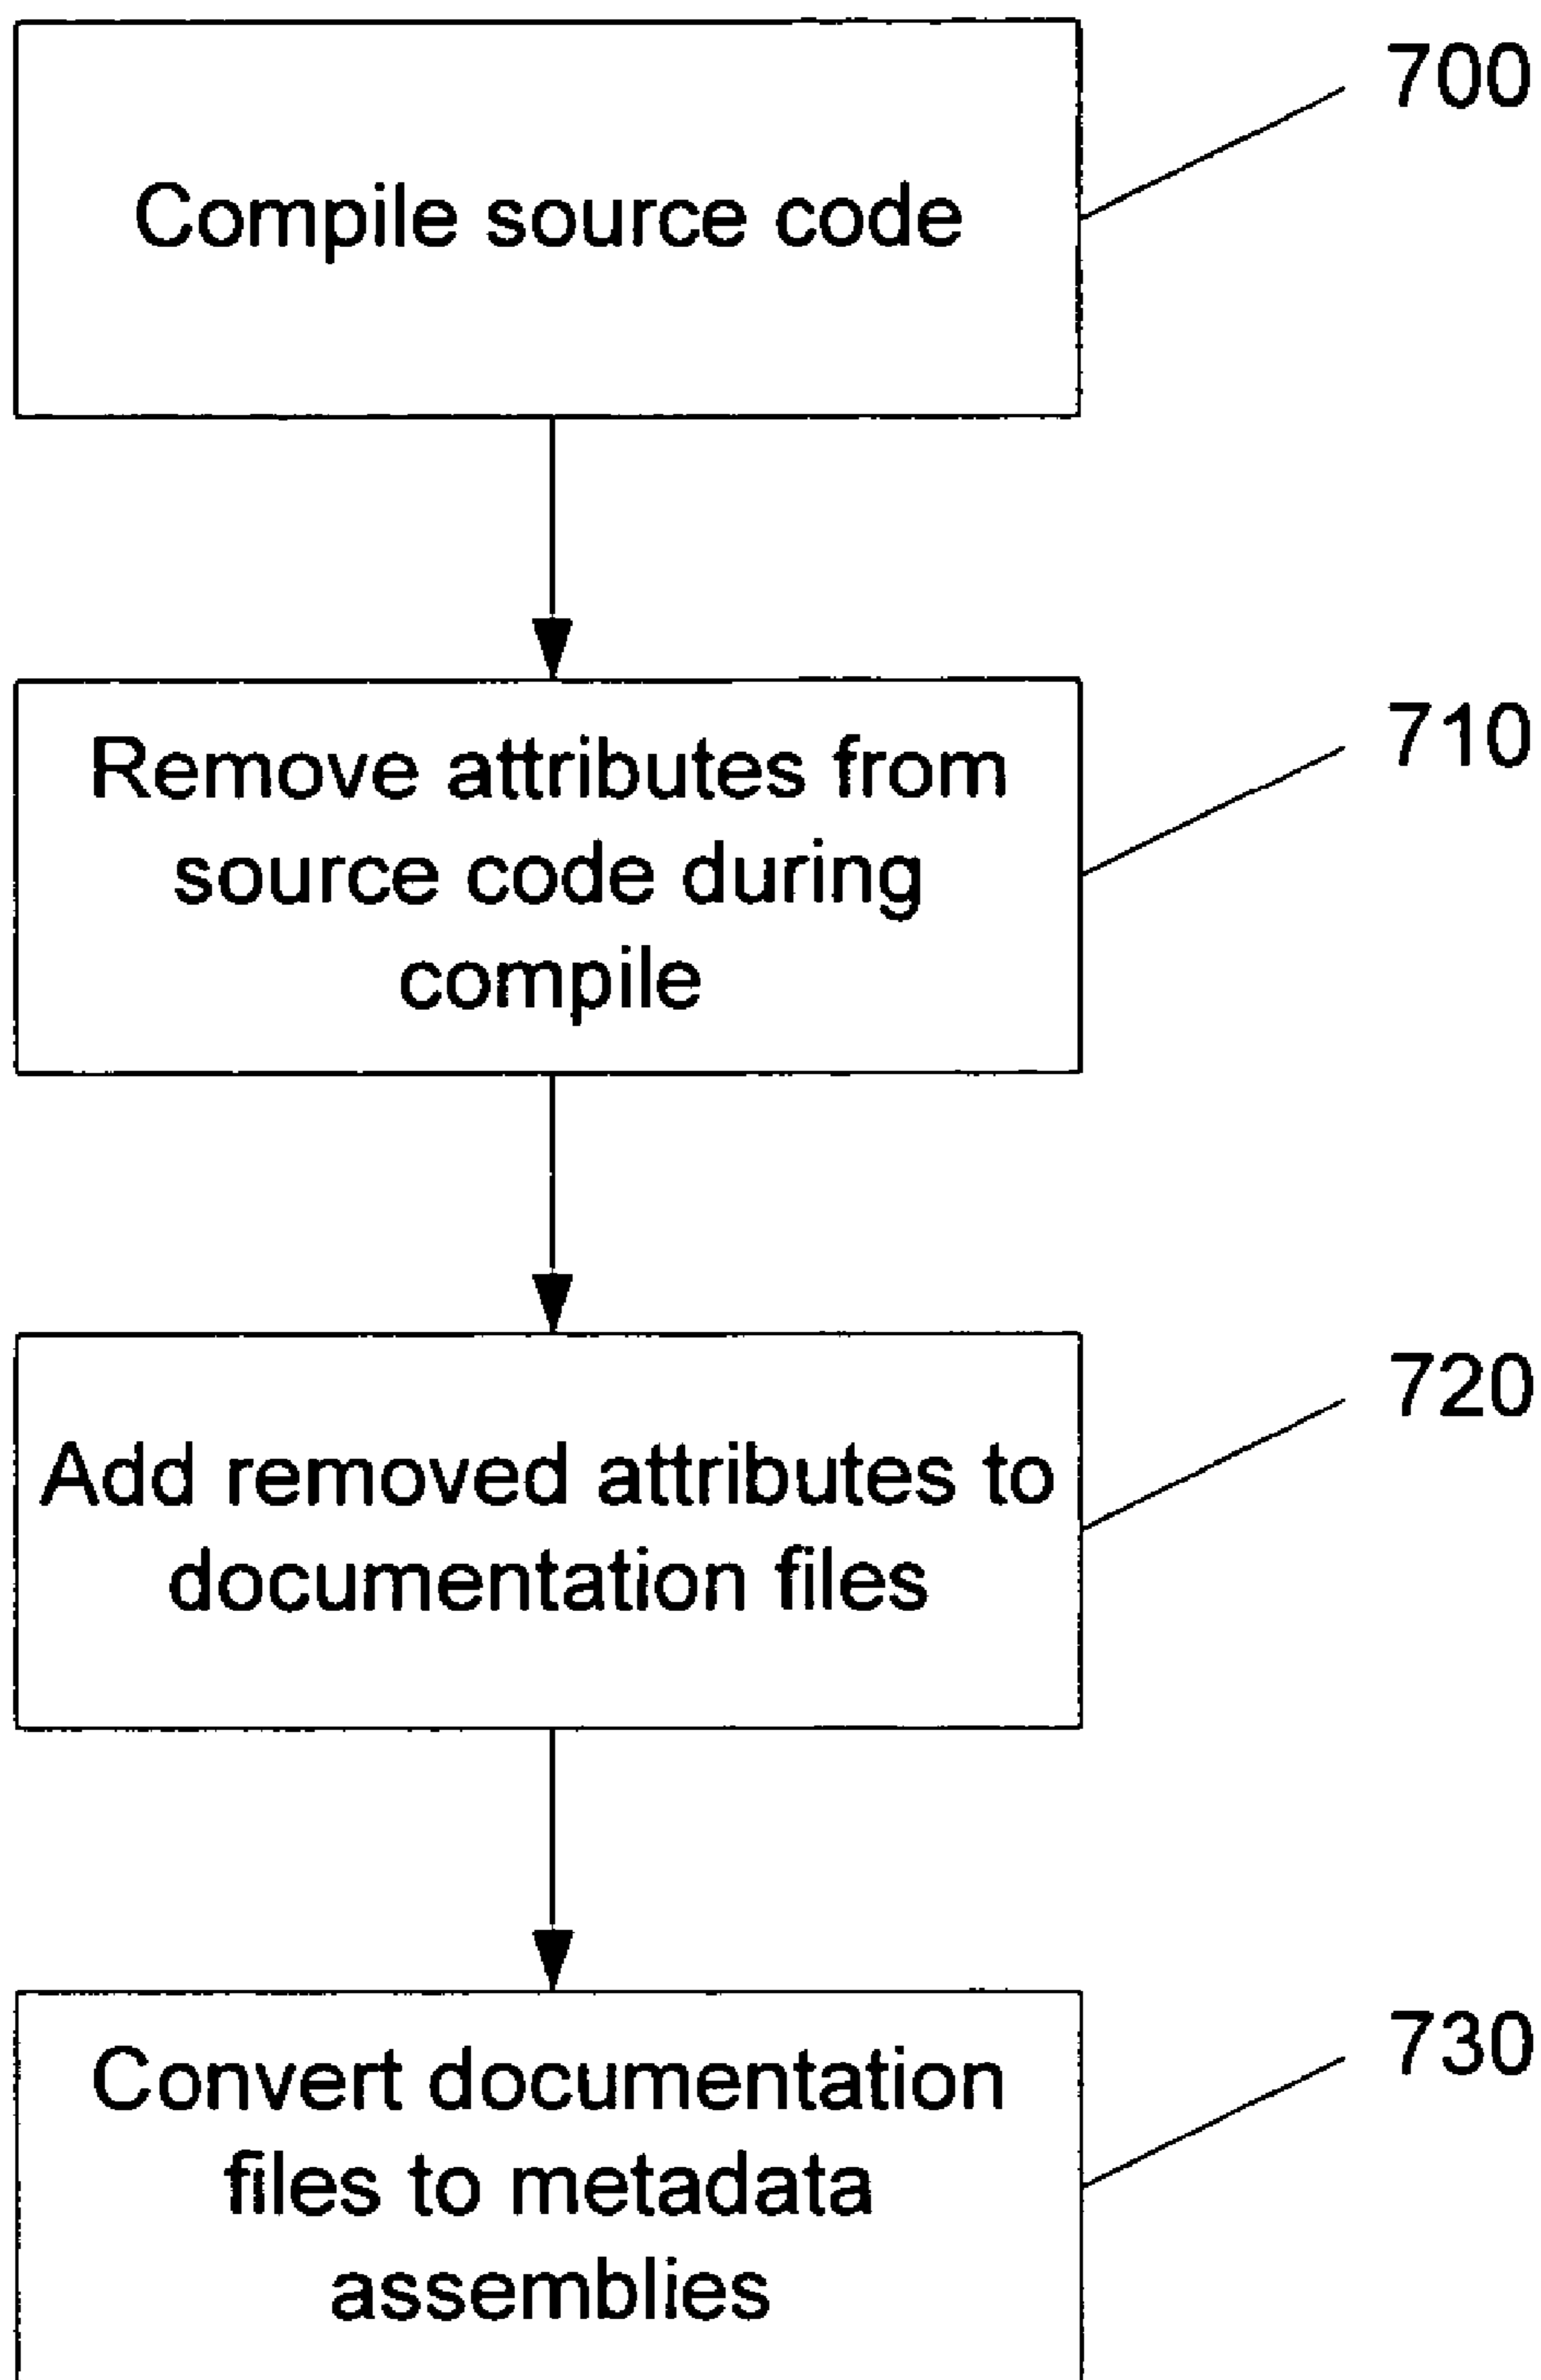 700
Compile source code
710
Remove attributes from
source code during
compile
720
Add removed attributes to
documentation files
730
Convert documentation
files to metadata
assemblies